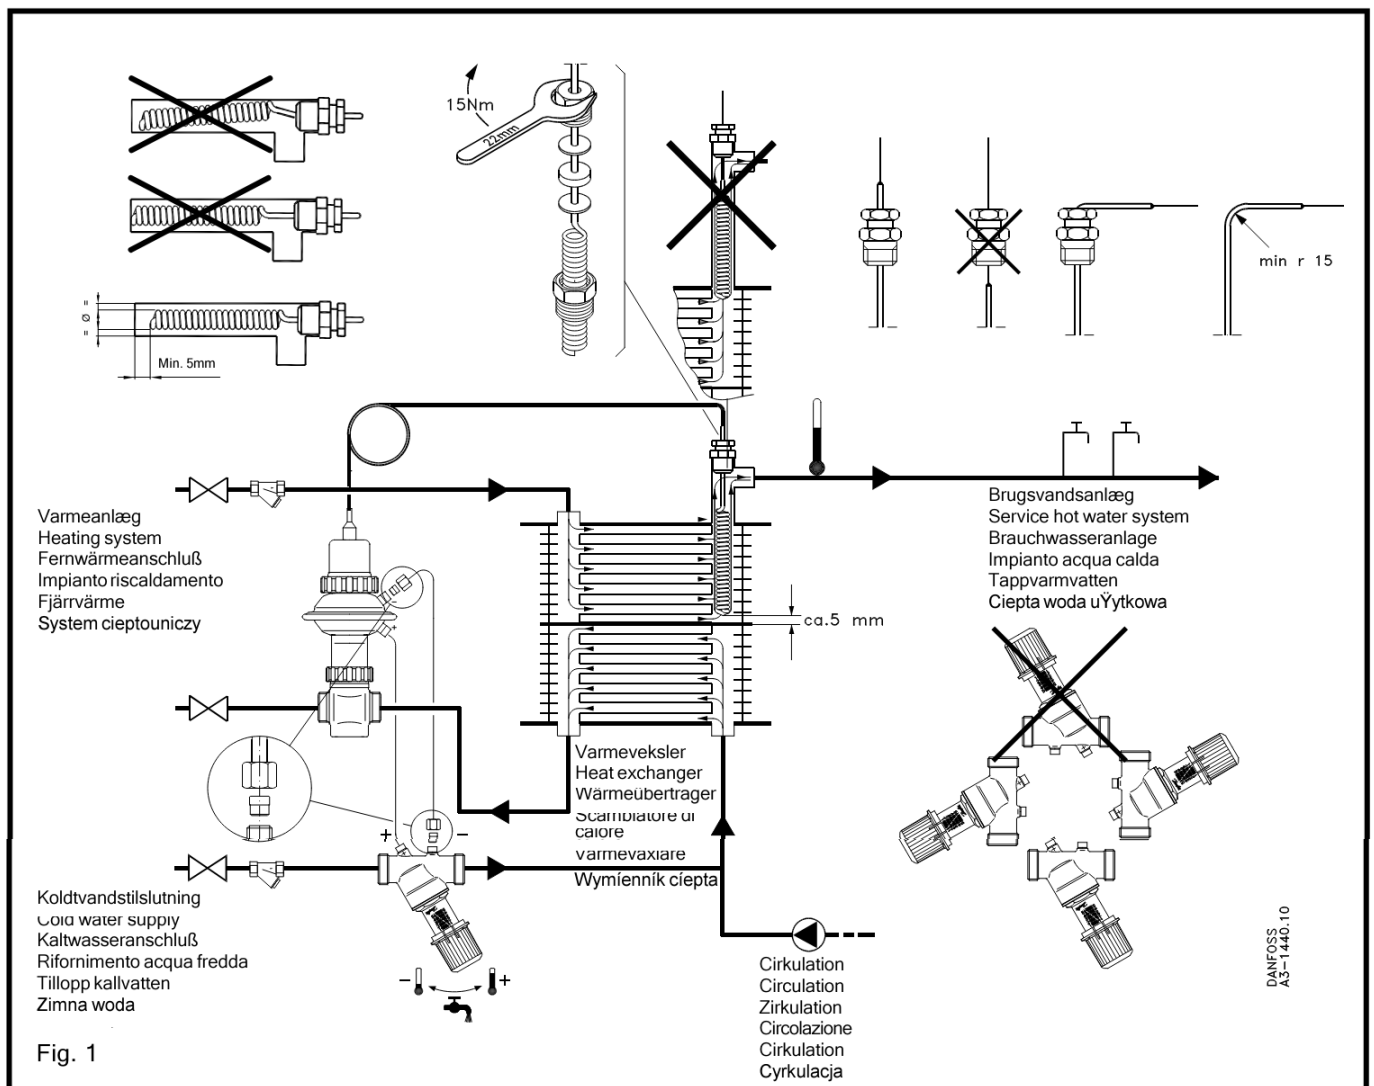 15Nm
22mm
min r 15
= Ø =
Min. 5mm
Varmeanlæg
Heating system
Fernwärmeanschluß
Impianto riscaldamento
Fjärrvärme
System cieptouniczy
Brugsvandsanlæg
Service hot water system
Brauchwasseranlage
Impianto acqua calda
Tappvarmvatten
Ciepta woda uŸytkowa
ca.5 mm
Varmeveksler
Heat exchanger
Wärmeübertrager
Scambiatore di
calore
Värmeväxlare
Wymíenník cíepta
+
+ −
Koldtvandstilslutning
Cold water supply
Kaltwasseranschluß
Rifornimento acqua fredda
Tillopp kallvatten
Zimna woda
− +
Cirkulation
Circulation
Zirkulation
Circolazione
Cirkulation
Cyrkulacja
DANFOSS
A3-1440.10
Fig. 1